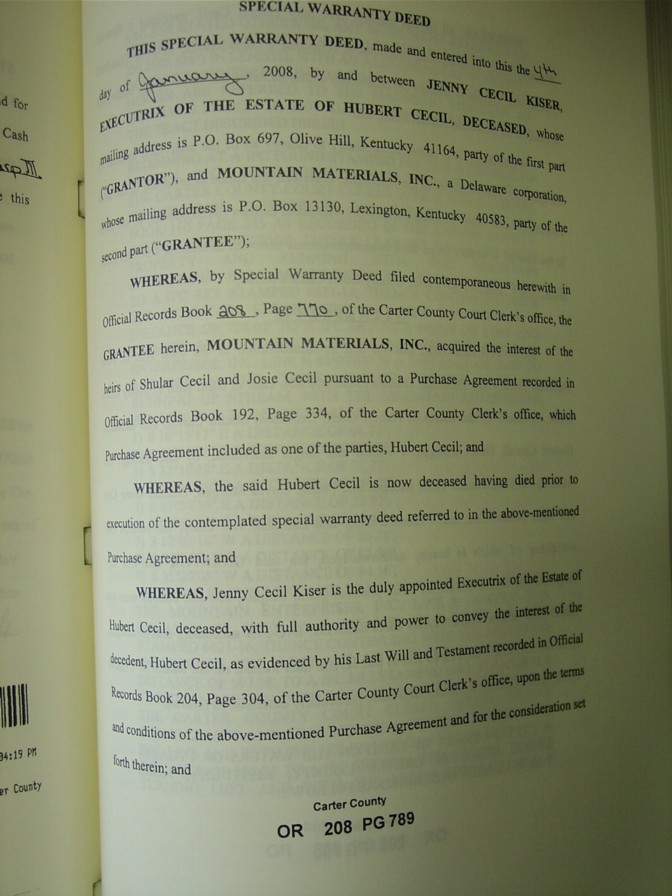 SPECIAL WARRANTY DEED
THIS SPECIAL WARRANTY DEED, made and entered into this the 4th
day of January, 2008, by and between JENNY CECIL KISER,
EXECUTRIX OF THE ESTATE OF HUBERT CECIL, DECEASED, whose
mailing address is P.O. Box 697, Olive Hill, Kentucky 41164, party of the first part
("GRANTOR"), and MOUNTAIN MATERIALS, INC., a Delaware corporation,
whose mailing address is P.O. Box 13130, Lexington, Kentucky 40583, party of the
second part ("GRANTEE");
WHEREAS, by Special Warranty Deed filed contemporaneous herewith in
Official Records Book 208, Page 770, of the Carter County Court Clerk's office, the
GRANTEE herein, MOUNTAIN MATERIALS, INC., acquired the interest of the
heirs of Shular Cecil and Josie Cecil pursuant to a Purchase Agreement recorded in
Official Records Book 192, Page 334, of the Carter County Clerk's office, which
Purchase Agreement included as one of the parties, Hubert Cecil; and
WHEREAS, the said Hubert Cecil is now deceased having died prior to
execution of the contemplated special warranty deed referred to in the above-mentioned
Purchase Agreement; and
WHEREAS, Jenny Cecil Kiser is the duly appointed Executrix of the Estate of
Hubert Cecil, deceased, with full authority and power to convey the interest of the
decedent, Hubert Cecil, as evidenced by his Last Will and Testament recorded in Official
Records Book 204, Page 304, of the Carter County Court Clerk's office, upon the terms
and conditions of the above-mentioned Purchase Agreement and for the consideration set
forth therein; and
Carter County
OR 208 PG 789
d for
Cash
this
04:19 PM
er County